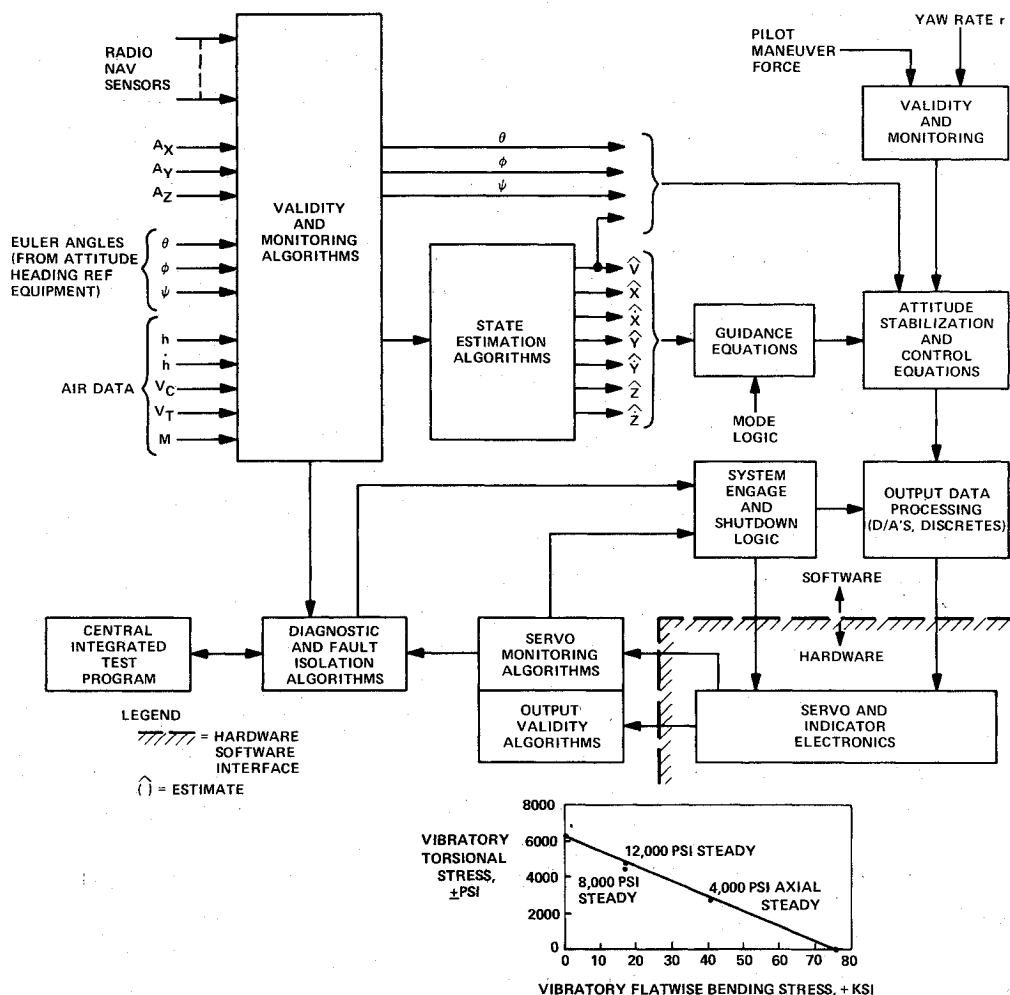 YAW RATE r
PILOT
MANEUVER
FORCE
RADIO
NAV
SENSORS
VALIDITY
AND
MONITORING
AX
AY
AZ
θ
ϕ
ψ
VALIDITY
AND
MONITORING
ALGORITHMS
EULER ANGLES
(FROM ATTITUDE
HEADING REF
EQUIPMENT)
θ
ϕ
ψ
AIR DATA
h
ḣ
VC
VT
M
STATE
ESTIMATION
ALGORITHMS
V̂
X̂
Ẋ̂
Ŷ
Ẏ̂
Ẑ
Ż̂
GUIDANCE
EQUATIONS
MODE
LOGIC
ATTITUDE
STABILIZATION
AND
CONTROL
EQUATIONS
SYSTEM
ENGAGE
AND
SHUTDOWN
LOGIC
OUTPUT DATA
PROCESSING
(D/A'S, DISCRETES)
SOFTWARE
HARDWARE
CENTRAL
INTEGRATED
TEST
PROGRAM
DIAGNOSTIC
AND FAULT
ISOLATION
ALGORITHMS
SERVO
MONITORING
ALGORITHMS
OUTPUT
VALIDITY
ALGORITHMS
SERVO AND
INDICATOR
ELECTRONICS
LEGEND
= HARDWARE
SOFTWARE
INTERFACE
(̂) = ESTIMATE
VIBRATORY
TORSIONAL
STRESS,
±PSI
8000
6000
4000
2000
0
12,000 PSI STEADY
8,000 PSI
STEADY
4,000 PSI AXIAL
STEADY
0 10 20 30 40 50 60 70 80
VIBRATORY FLATWISE BENDING STRESS, + KSI